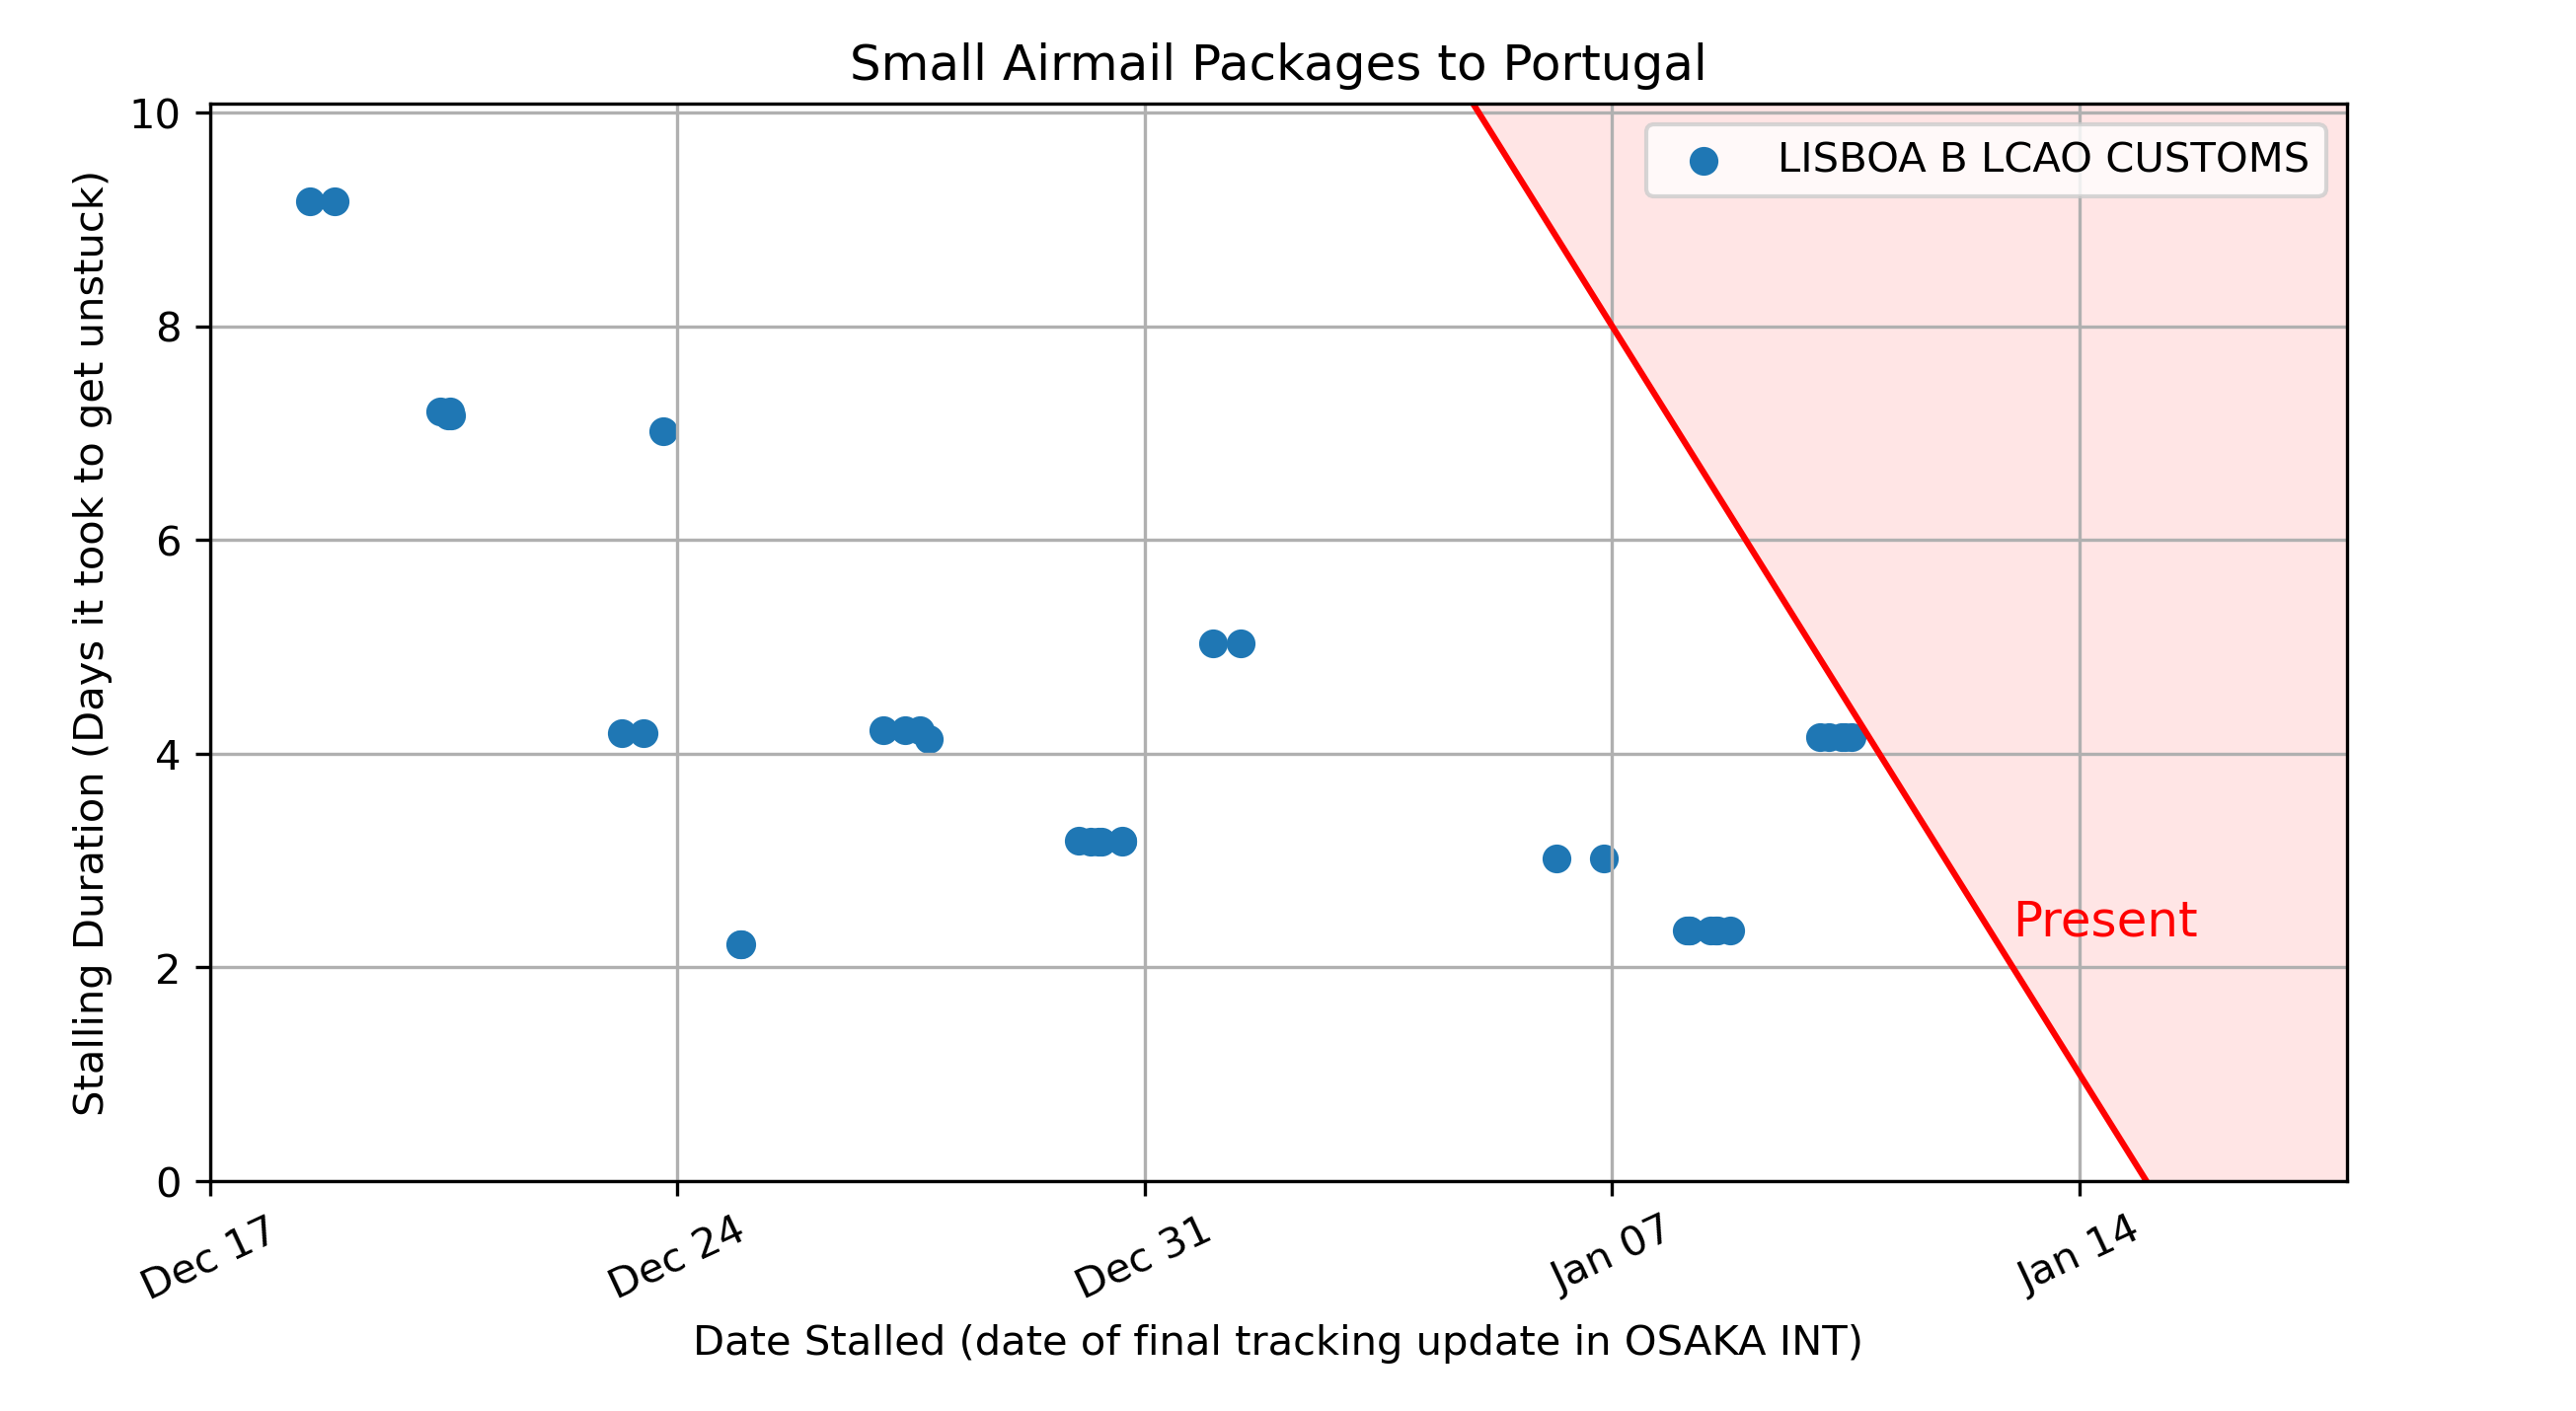 Small Airmail Packages to Portugal
LISBOA B LCAO CUSTOMS
Stalling Duration (Days it took to get unstuck)
10
8
6
4
2
0
Present
Dec 17
Dec 24
Dec 31
Jan 07
Jan 14
Date Stalled (date of final tracking update in OSAKA INT)